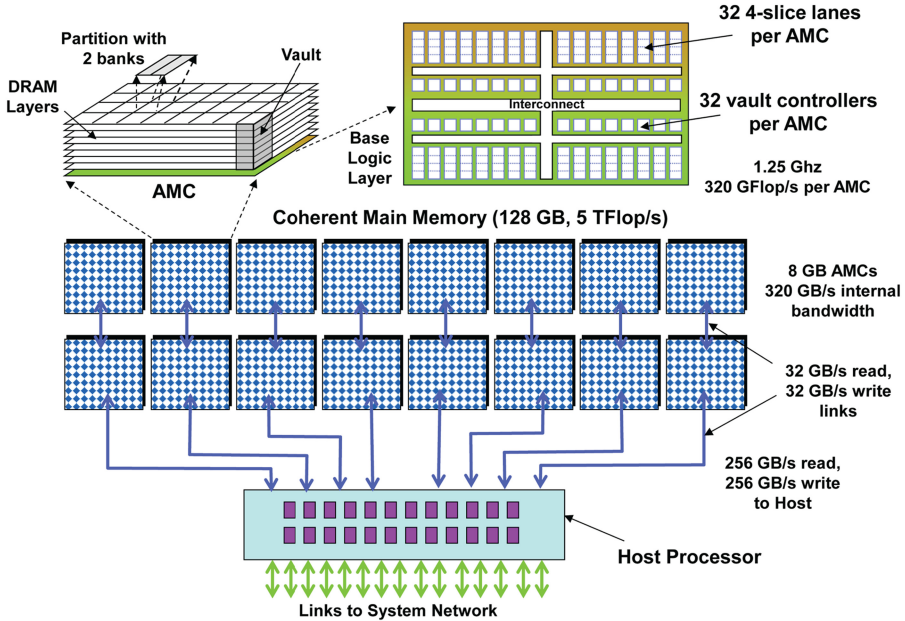 Partition with
2 banks
Vault
DRAM
Layers
AMC
Base
Logic
Layer
Interconnect
32 4-slice lanes
per AMC
32 vault controllers
per AMC
1.25 Ghz
320 GFlop/s per AMC
Coherent Main Memory (128 GB, 5 TFlop/s)
8 GB AMCs
320 GB/s internal
bandwidth
32 GB/s read,
32 GB/s write
links
256 GB/s read,
256 GB/s write
to Host
Host Processor
Links to System Network